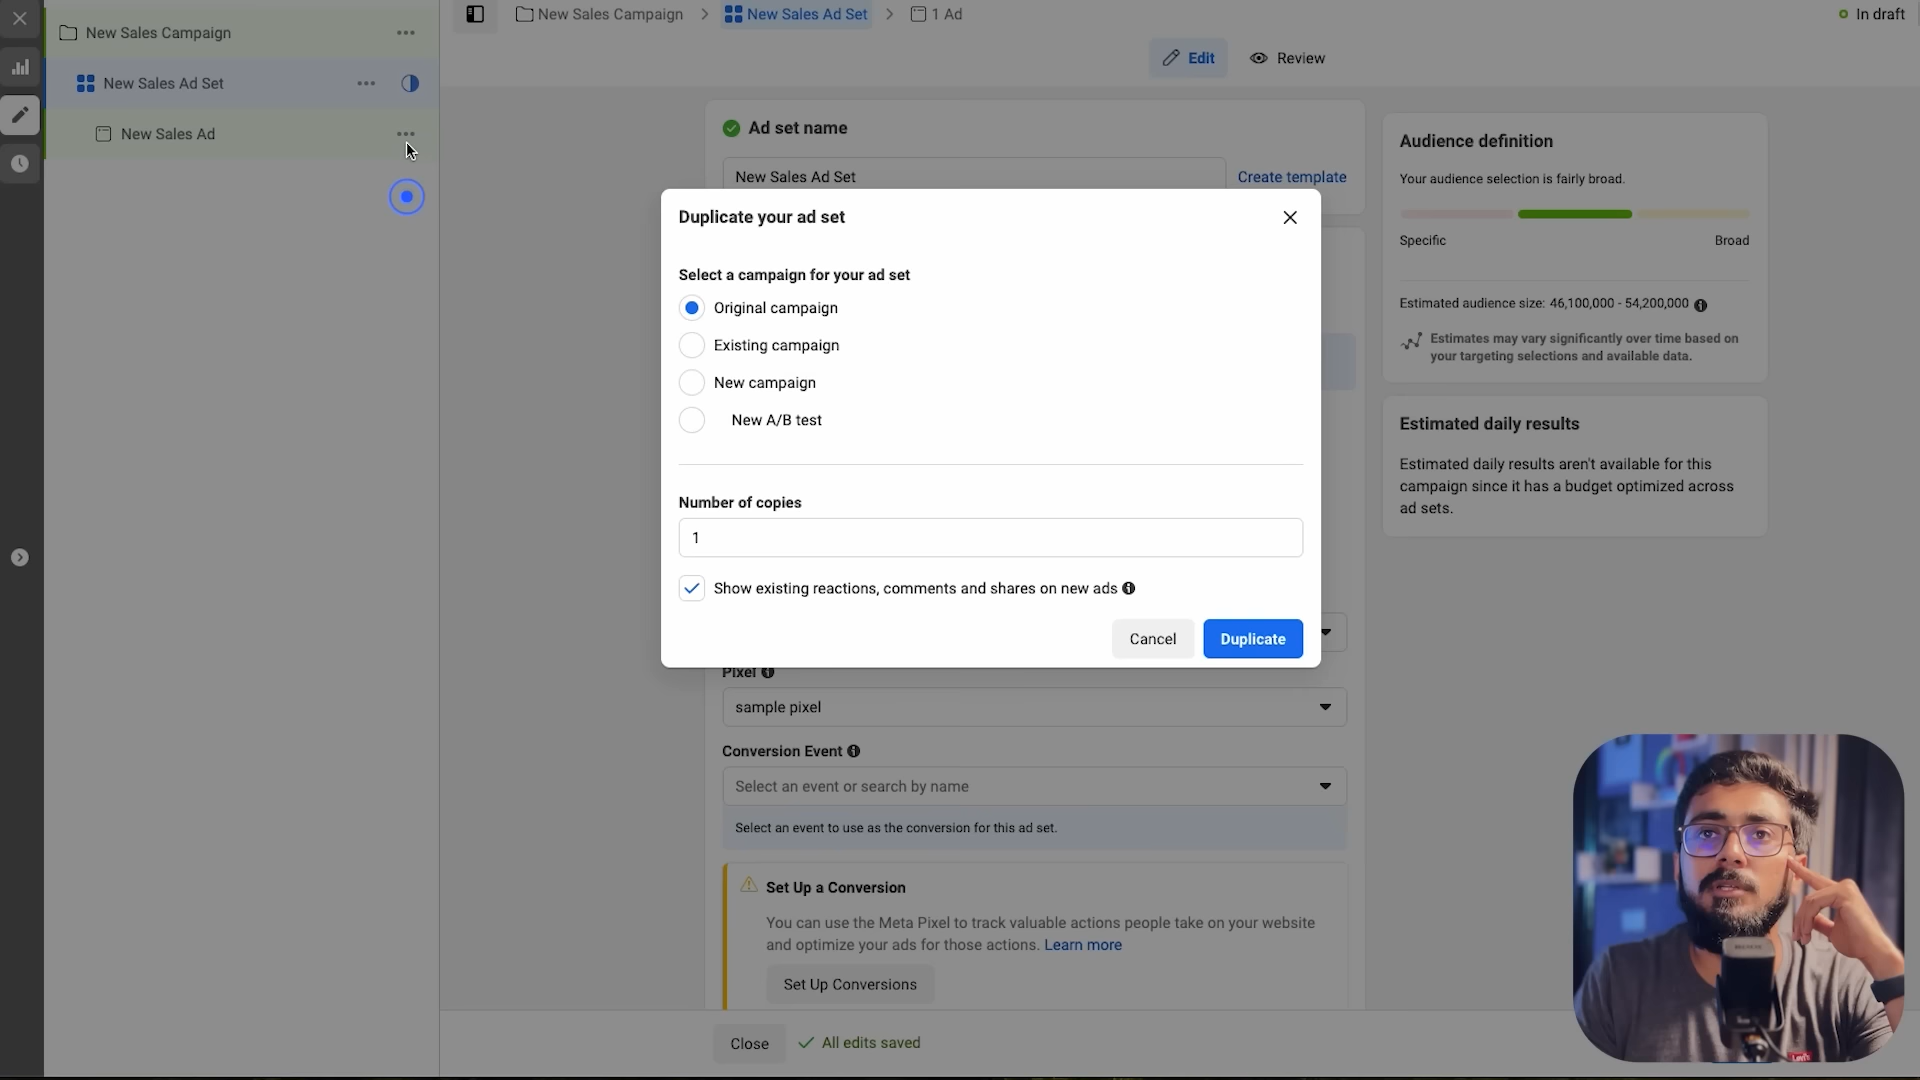 New Sales Campaign
New Sales Campaign
New Sales Ad Set
1 Ad
In draft
Edit
Review
New Sales Ad Set
New Sales Ad
Ad set name
New Sales Ad Set
Create template
Duplicate your ad set
Select a campaign for your ad set
Original campaign
Existing campaign
New campaign
New A/B test
Number of copies
1
Show existing reactions, comments and shares on new ads
Cancel
Duplicate
Audience definition
Your audience selection is fairly broad.
Specific
Broad
Estimated audience size: 46,100,000 - 54,200,000
Estimates may vary significantly over time based on
your targeting selections and available data.
Estimated daily results
Estimated daily results aren't available for this
campaign since it has a budget optimized across
ad sets.
Pixel
sample pixel
Conversion Event
Select an event or search by name
Select an event to use as the conversion for this ad set.
Set Up a Conversion
You can use the Meta Pixel to track valuable actions people take on your website
and optimize your ads for those actions. Learn more
Set Up Conversions
Close
All edits saved
Levi's